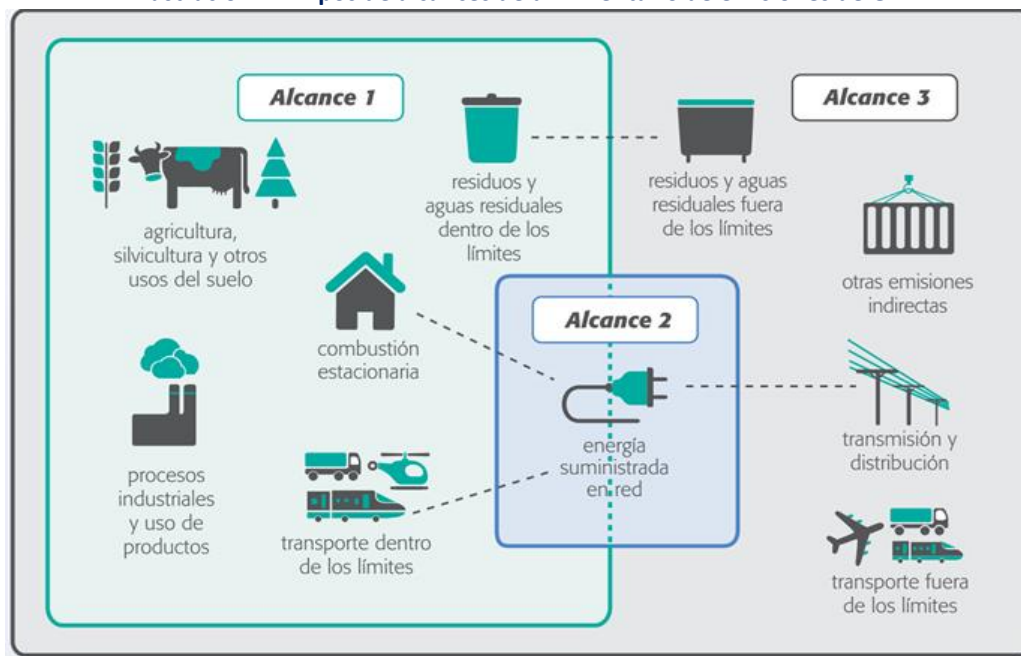 Alcance 1
Alcance 3
residuos y
aguas residuales
dentro de los
límites
residuos y aguas
residuales fuera
de los límites
agricultura,
silvicultura y otros
usos del suelo
otras emisiones
indirectas
Alcance 2
combustión
estacionaria
energía
suministrada
en red
transmisión y
distribución
procesos
industriales
y uso de
productos
transporte dentro
de los límites
transporte fuera
de los límites